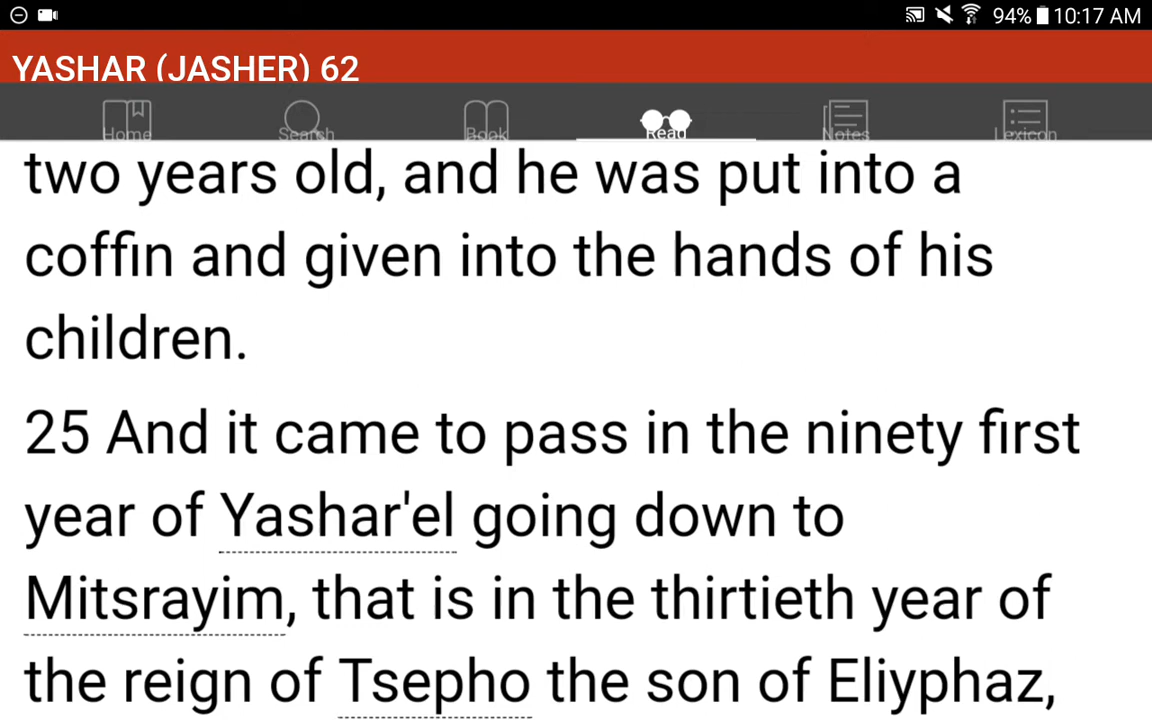 94% 10:17 AM
YASHAR (JASHER) 62
Home Search Book Read Notes Lexicon
two years old, and he was put into a
coffin and given into the hands of his
children.
25 And it came to pass in the ninety first
year of Yashar'el going down to
Mitsrayim, that is in the thirtieth year of
the reign of Tsepho the son of Eliyphaz,